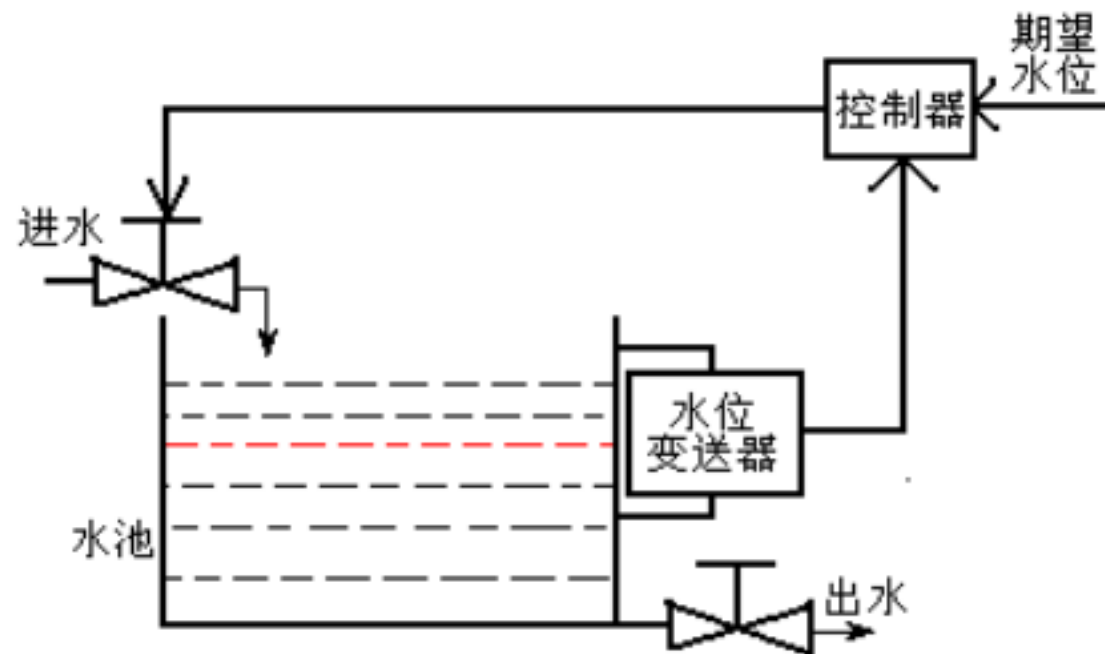 期望
水位
控制器
进水
水位
变送器
水池
出水